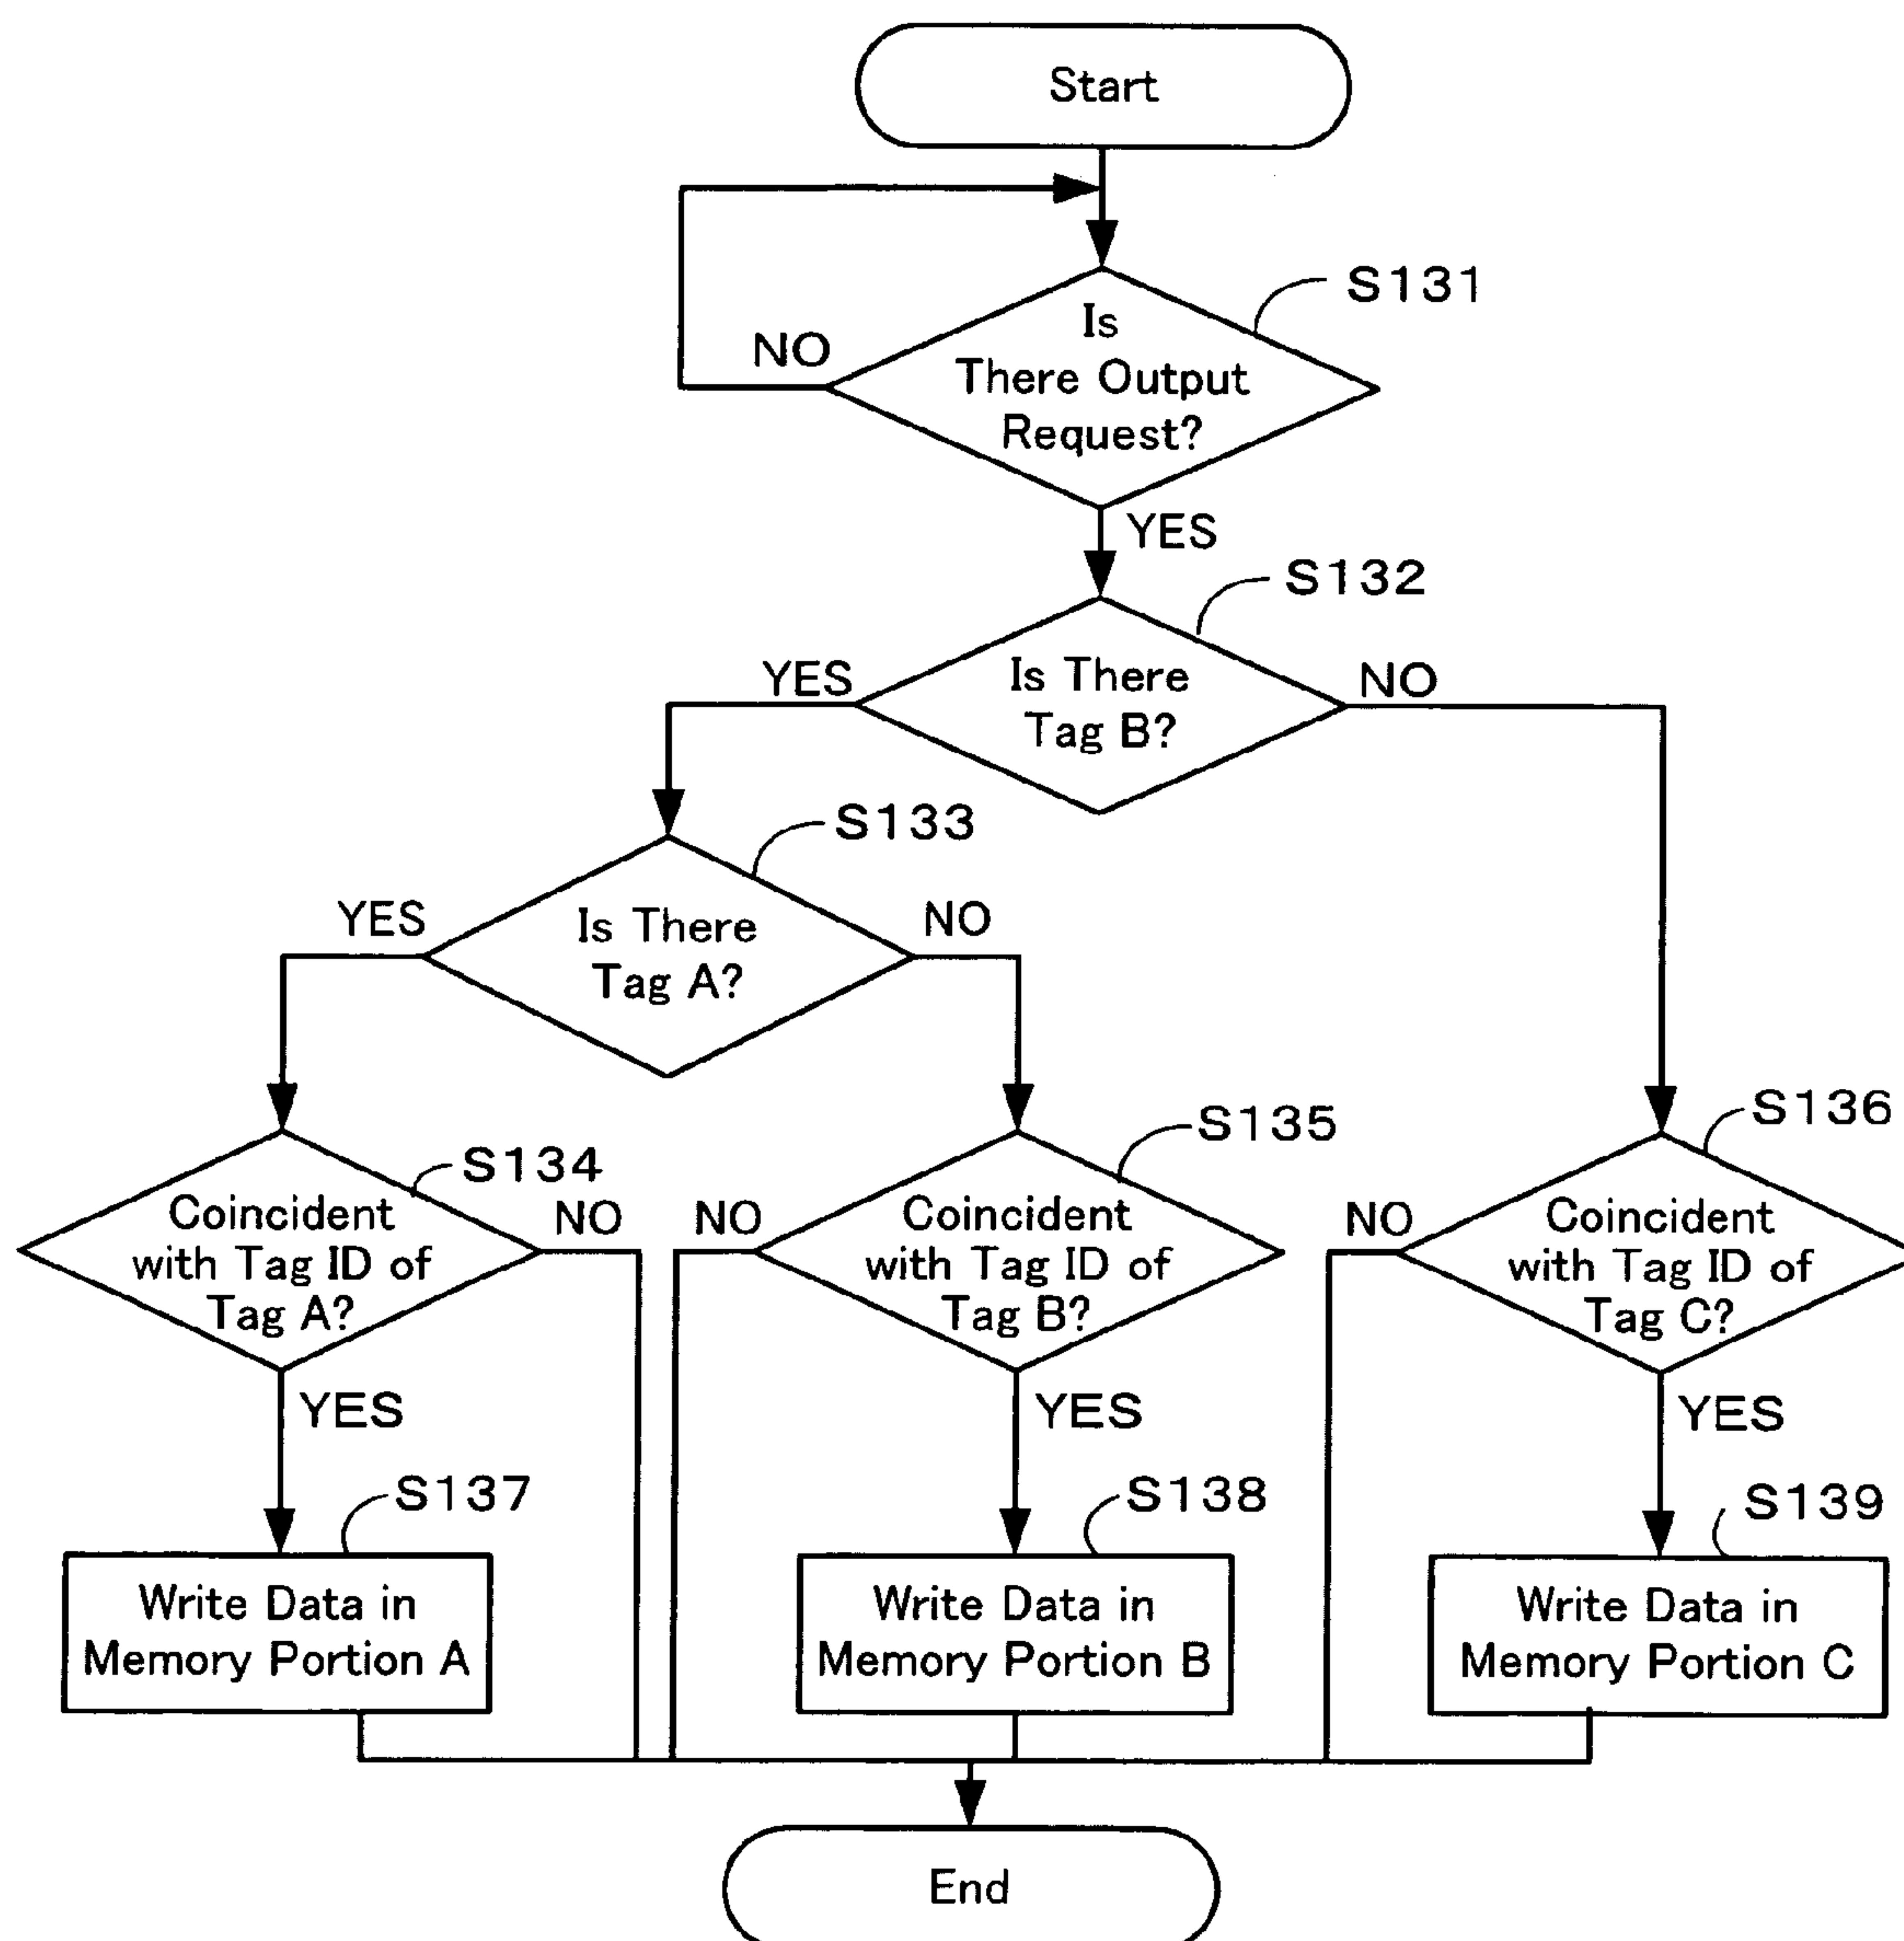 Start
S131
Is
There Output
Request?
NO
YES
S132
Is There
Tag B?
YES
NO
S133
Is There
Tag A?
YES
NO
S134
Coincident
with Tag ID of
Tag A?
NO
YES
S135
Coincident
with Tag ID of
Tag B?
NO
YES
S136
Coincident
with Tag ID of
Tag C?
NO
YES
S137
Write Data in
Memory Portion A
S138
Write Data in
Memory Portion B
S139
Write Data in
Memory Portion C
End